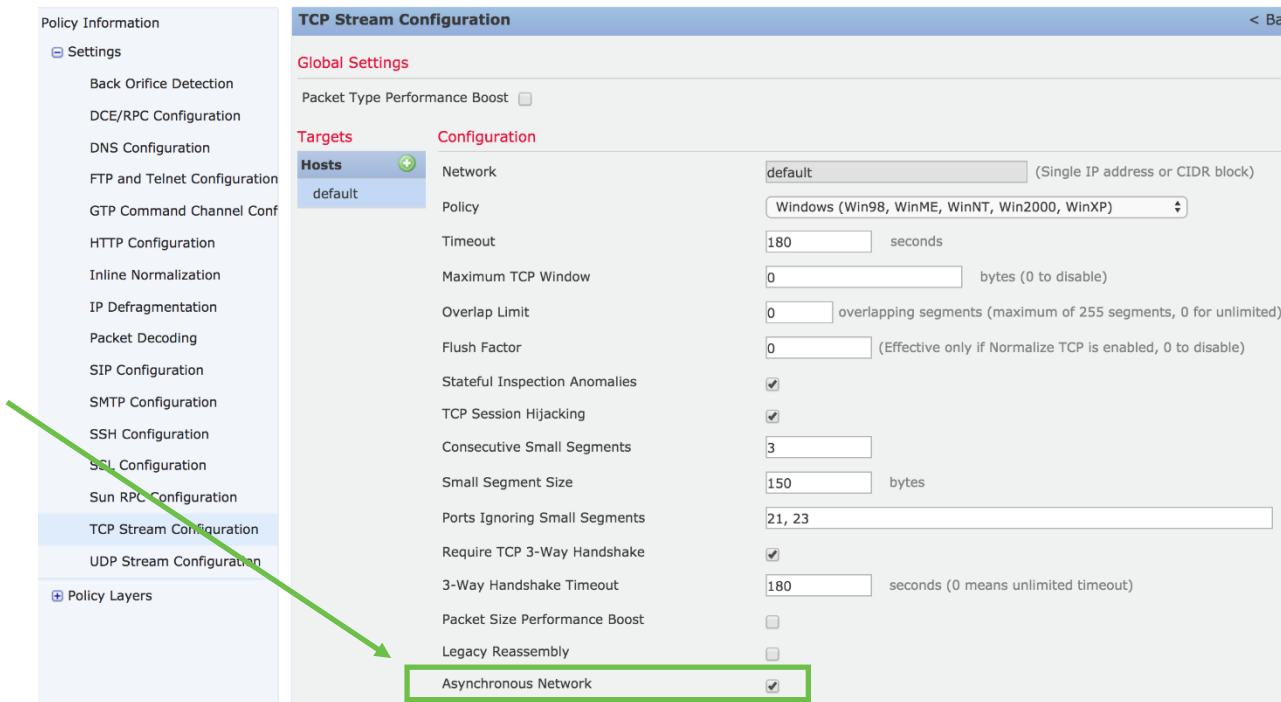 Policy Information
Settings
Back Orifice Detection
DCE/RPC Configuration
DNS Configuration
FTP and Telnet Configuration
GTP Command Channel Conf
HTTP Configuration
Inline Normalization
IP Defragmentation
Packet Decoding
SIP Configuration
SMTP Configuration
SSH Configuration
SSL Configuration
Sun RPC Configuration
TCP Stream Configuration
UDP Stream Configuration
Policy Layers
TCP Stream Configuration < Ba
Global Settings
Packet Type Performance Boost
Targets
Hosts
default
Configuration
Network default (Single IP address or CIDR block)
Policy Windows (Win98, WinME, WinNT, Win2000, WinXP)
Timeout 180 seconds
Maximum TCP Window 0 bytes (0 to disable)
Overlap Limit 0 overlapping segments (maximum of 255 segments, 0 for unlimited)
Flush Factor 0 (Effective only if Normalize TCP is enabled, 0 to disable)
Stateful Inspection Anomalies
TCP Session Hijacking
Consecutive Small Segments 3
Small Segment Size 150 bytes
Ports Ignoring Small Segments 21, 23
Require TCP 3-Way Handshake
3-Way Handshake Timeout 180 seconds (0 means unlimited timeout)
Packet Size Performance Boost
Legacy Reassembly
Asynchronous Network